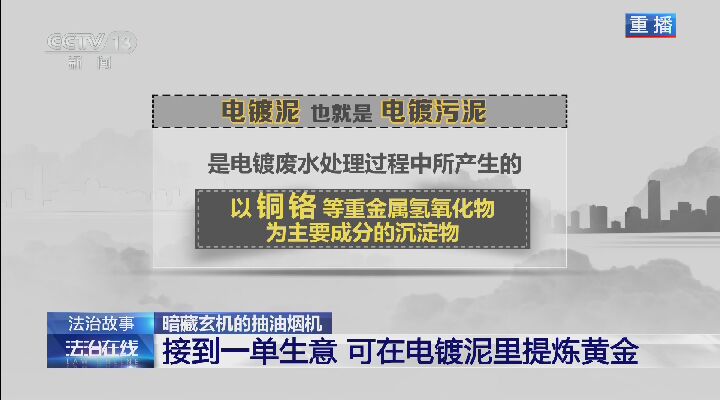 CCTV 13
新闻
重播
电镀泥 也就是 电镀污泥
是电镀废水处理过程中所产生的
以铜铬等重金属氢氧化物
为主要成分的沉淀物
法治故事
暗藏玄机的抽油烟机
法治在线
接到一单生意 可在电镀泥里提炼黄金